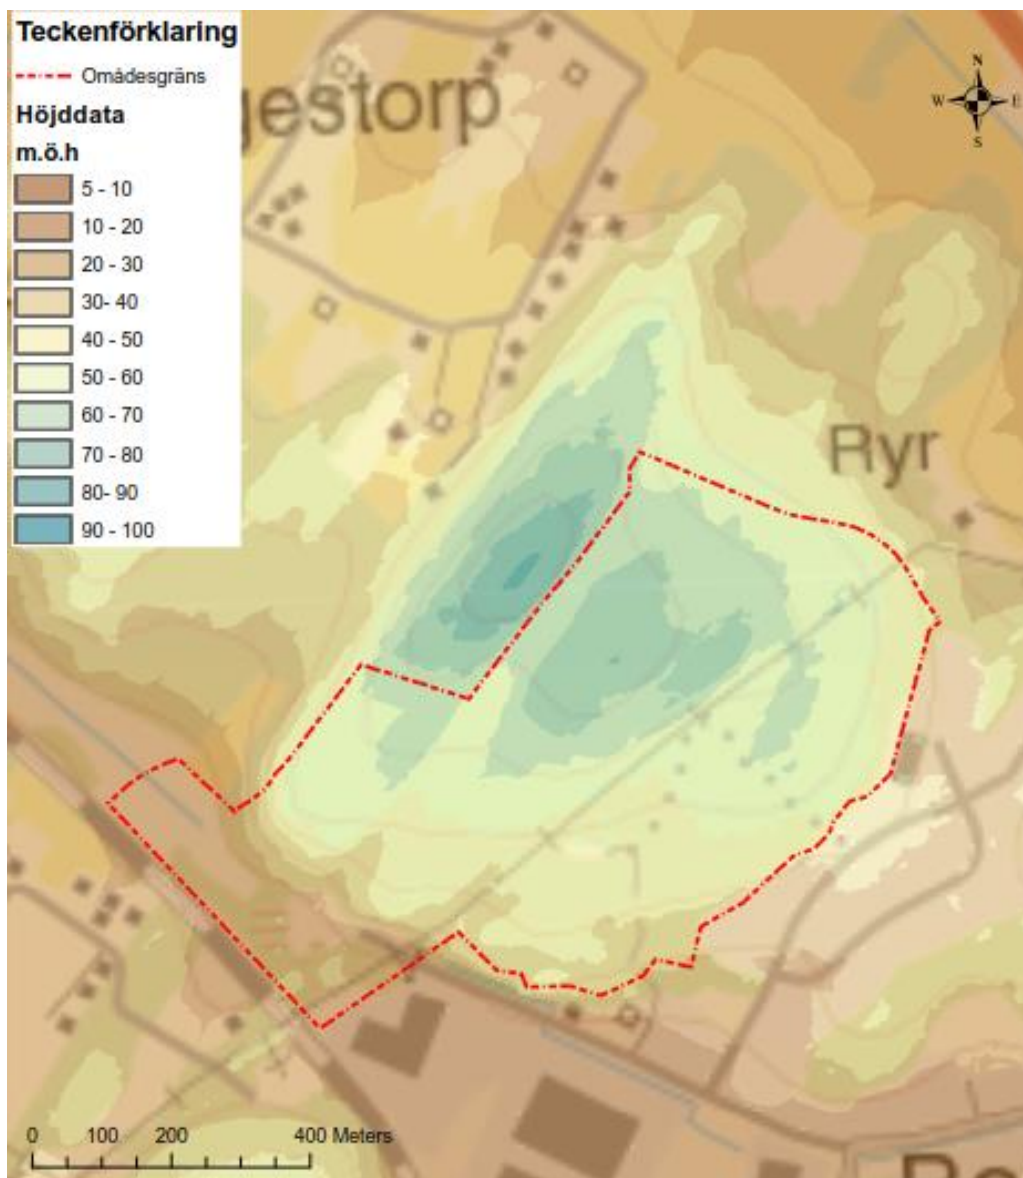 Teckenförklaring
Områdesgräns
Höjddata
m.ö.h
5 - 10
10 - 20
20 - 30
30- 40
40 - 50
50 - 60
60 - 70
70 - 80
80- 90
90 - 100
gestorp
N
W
E
S
Ryr
0 100 200 400 Meters